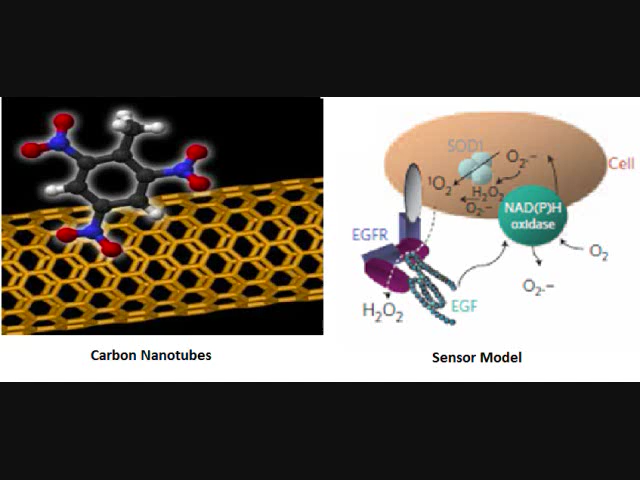 SOD1
O₂·–
Cell
¹O₂
H₂O₂
O₂·–
NAD(P)H
oxidase
EGFR
O₂
O₂·–
H₂O₂
EGF
Carbon Nanotubes
Sensor Model